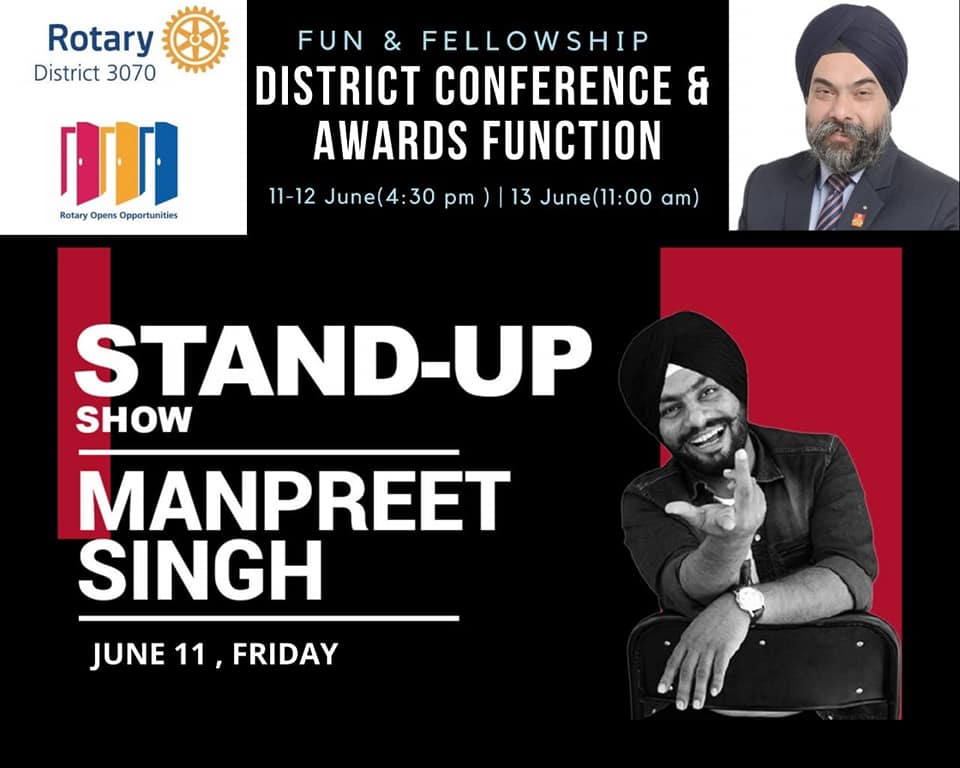 Rotary
District 3070
Rotary Opens Opportunities
FUN & FELLOWSHIP
DISTRICT CONFERENCE &
AWARDS FUNCTION
11-12 June(4:30 pm ) | 13 June(11:00 am)
STAND-UP
SHOW
MANPREET
SINGH
JUNE 11 , FRIDAY